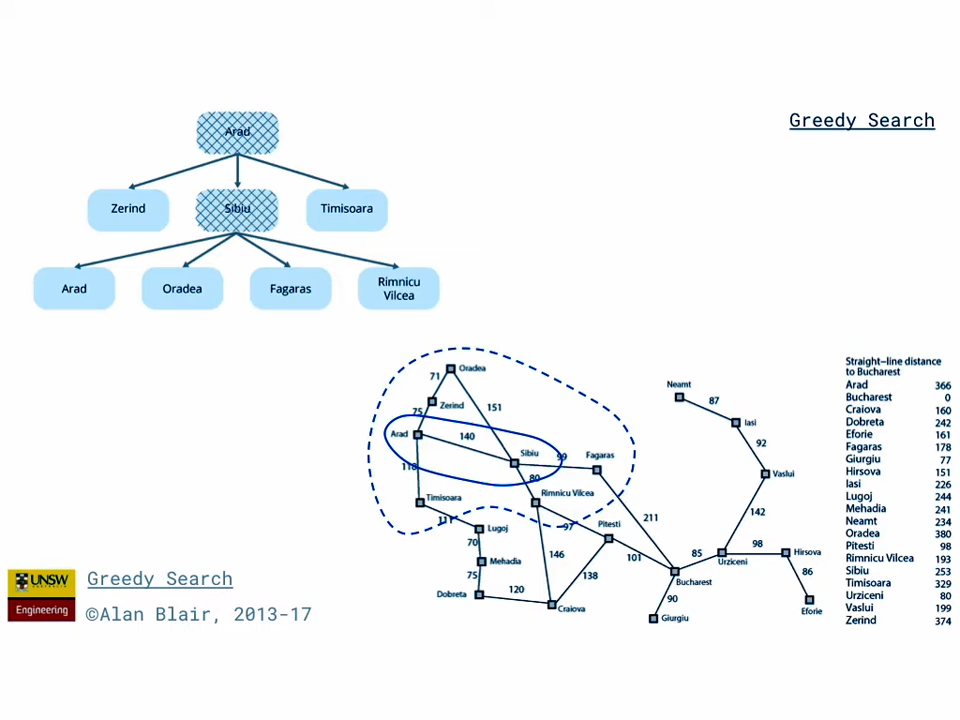 Greedy Search
Arad
Zerind
Sibiu
Timisoara
Arad
Oradea
Fagaras
Rimnicu
Vilcea
Straight-line distance
to Bucharest
Arad 366
Bucharest 0
Craiova 160
Dobreta 242
Eforie 161
Fagaras 178
Giurgiu 77
Hirsova 151
Iasi 226
Lugoj 244
Mehadia 241
Neamt 234
Oradea 380
Pitesti 98
Rimnicu Vilcea 193
Sibiu 253
Timisoara 329
Urziceni 80
Vaslui 199
Zerind 374
Oradea
71
Neamt
87
Zerind
75
151
Iasi
Arad
140
92
Sibiu
99
Fagaras
118
80
Vaslui
Rimnicu Vilcea
Timisoara
111
Lugoj
97
Pitesti
211
142
70
Mehadia
146
101
85
98
Hirsova
Urziceni
75
138
86
Bucharest
Dobreta
120
90
Craiova
Giurgiu
Eforie
UNSW
Engineering
Greedy Search
©Alan Blair, 2013-17